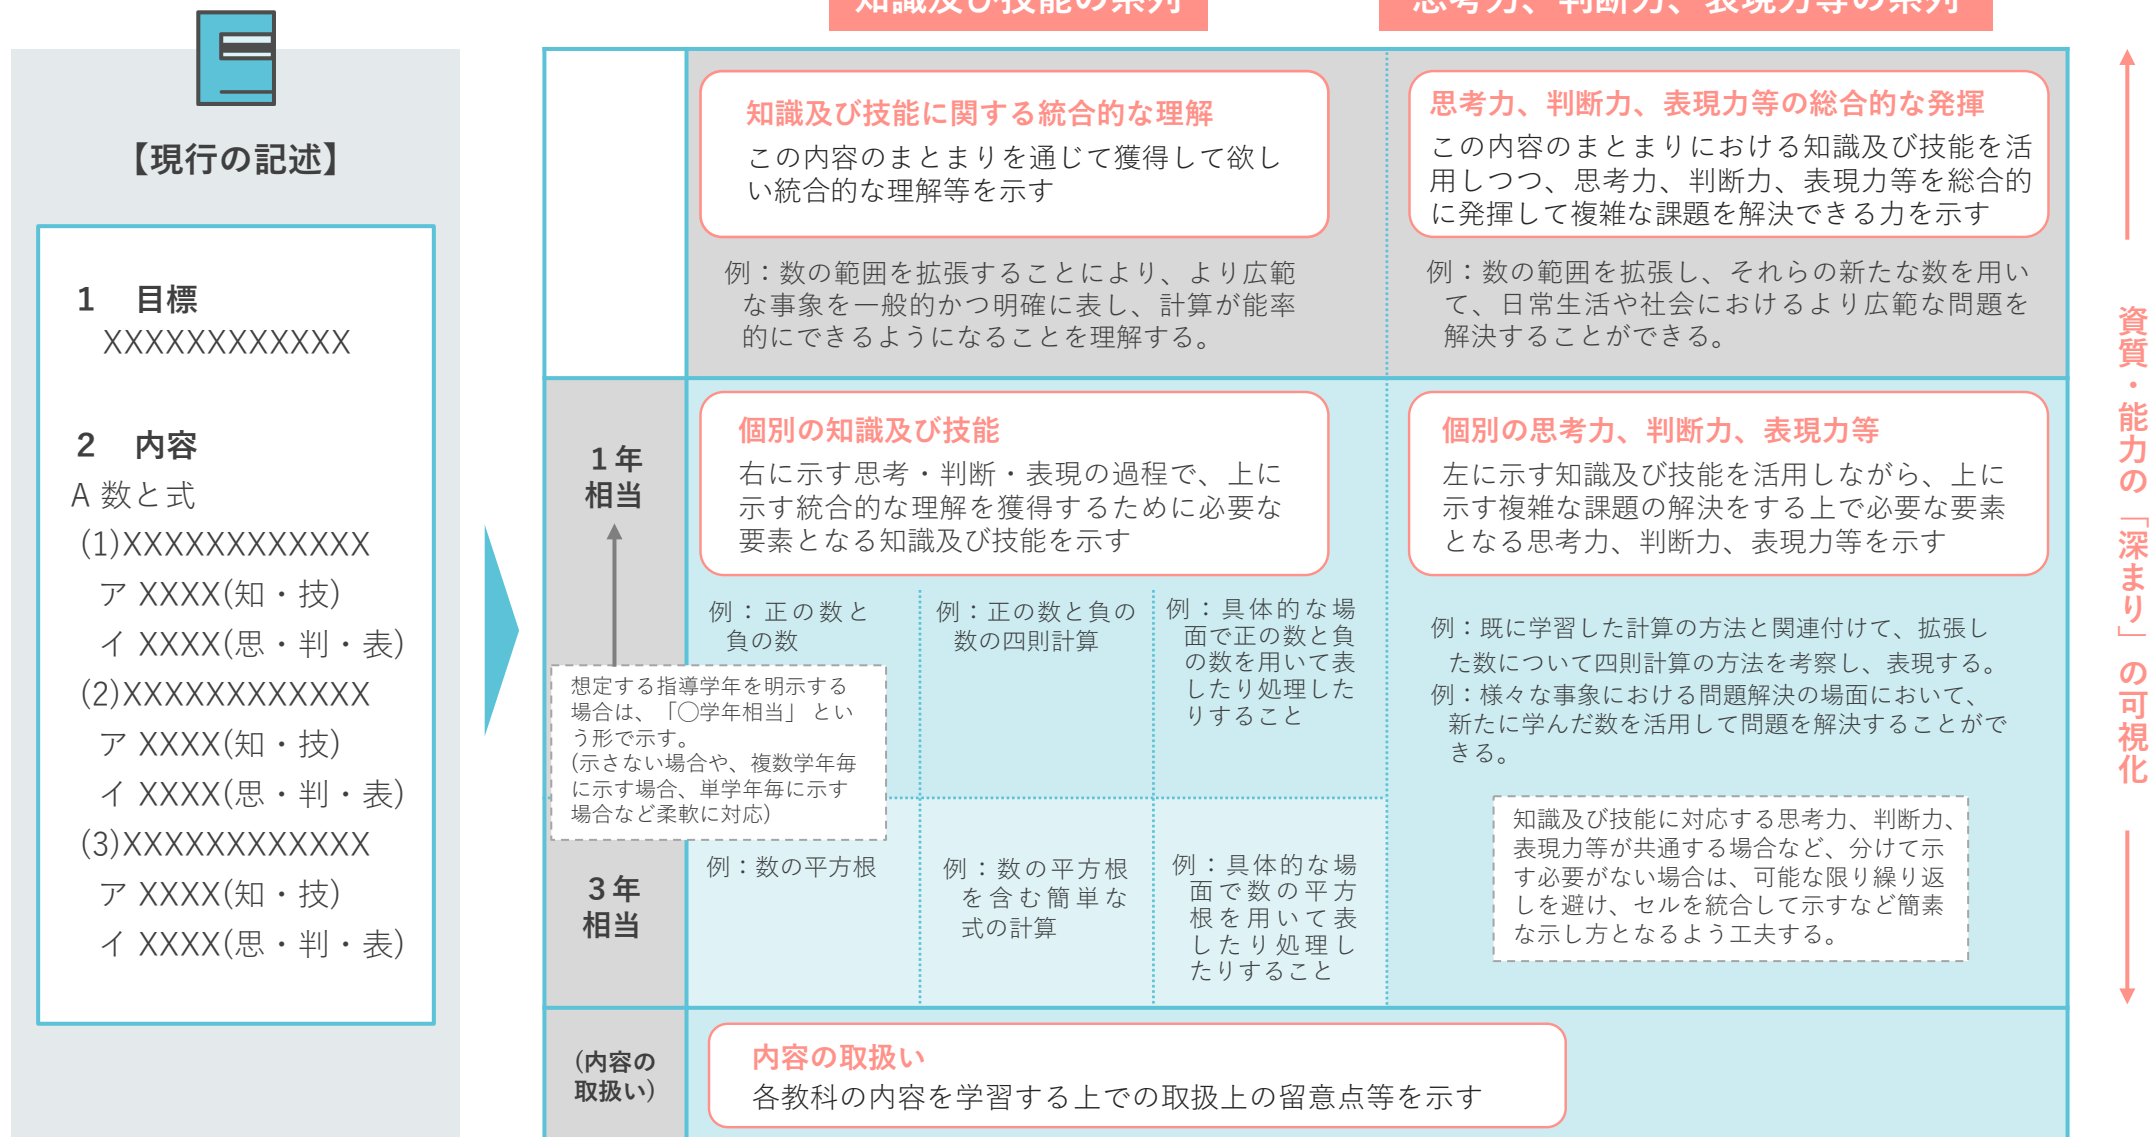 知識及び技能の系列
思考力、判断力、表現力等の系列
【現行の記述】
1 目標
XXXXXXXXXXXX
2 内容
A 数と式
(1)XXXXXXXXXXXX
ア XXXX(知・技)
イ XXXX(思・判・表)
(2)XXXXXXXXXXXX
ア XXXX(知・技)
イ XXXX(思・判・表)
(3)XXXXXXXXXXXX
ア XXXX(知・技)
イ XXXX(思・判・表)
知識及び技能に関する統合的な理解
この内容のまとまりを通じて獲得して欲し
い統合的な理解等を示す
例：数の範囲を拡張することにより、より広範
な事象を一般的かつ明確に表し、計算が能率
的にできるようになることを理解する。
思考力、判断力、表現力等の総合的な発揮
この内容のまとまりにおける知識及び技能を活
用しつつ、思考力、判断力、表現力等を総合的
に発揮して複雑な課題を解決できる力を示す
例：数の範囲を拡張し、それらの新たな数を用い
て、日常生活や社会におけるより広範な問題を
解決することができる。
1年
相当
個別の知識及び技能
右に示す思考・判断・表現の過程で、上に
示す統合的な理解を獲得するために必要な
要素となる知識及び技能を示す
例：正の数と
負の数
例：正の数と負の
数の四則計算
例：具体的な場
面で正の数と負
の数を用いて表
したり処理した
りすること
個別の思考力、判断力、表現力等
左に示す知識及び技能を活用しながら、上に
示す複雑な課題の解決をする上で必要な要素
となる思考力、判断力、表現力等を示す
例：既に学習した計算の方法と関連付けて、拡張し
た数について四則計算の方法を考察し、表現する。
例：様々な事象における問題解決の場面において、
新たに学んだ数を活用して問題を解決することがで
きる。
想定する指導学年を明示する
場合は、「〇学年相当」 とい
う形で示す。
(示さない場合や、複数学年毎
に示す場合、単学年毎に示す
場合など柔軟に対応)
3年
相当
例：数の平方根
例：数の平方根
を含む簡単な
式の計算
例：具体的な場
面で数の平方
根を用いて表
したり処理し
たりすること
知識及び技能に対応する思考力、判断力、
表現力等が共通する場合など、分けて示
す必要がない場合は、可能な限り繰り返
しを避け、セルを統合して示すなど簡素
な示し方となるよう工夫する。
(内容の
取扱い)
内容の取扱い
各教科の内容を学習する上での取扱上の留意点等を示す
資質・能力の「深まり」の可視化